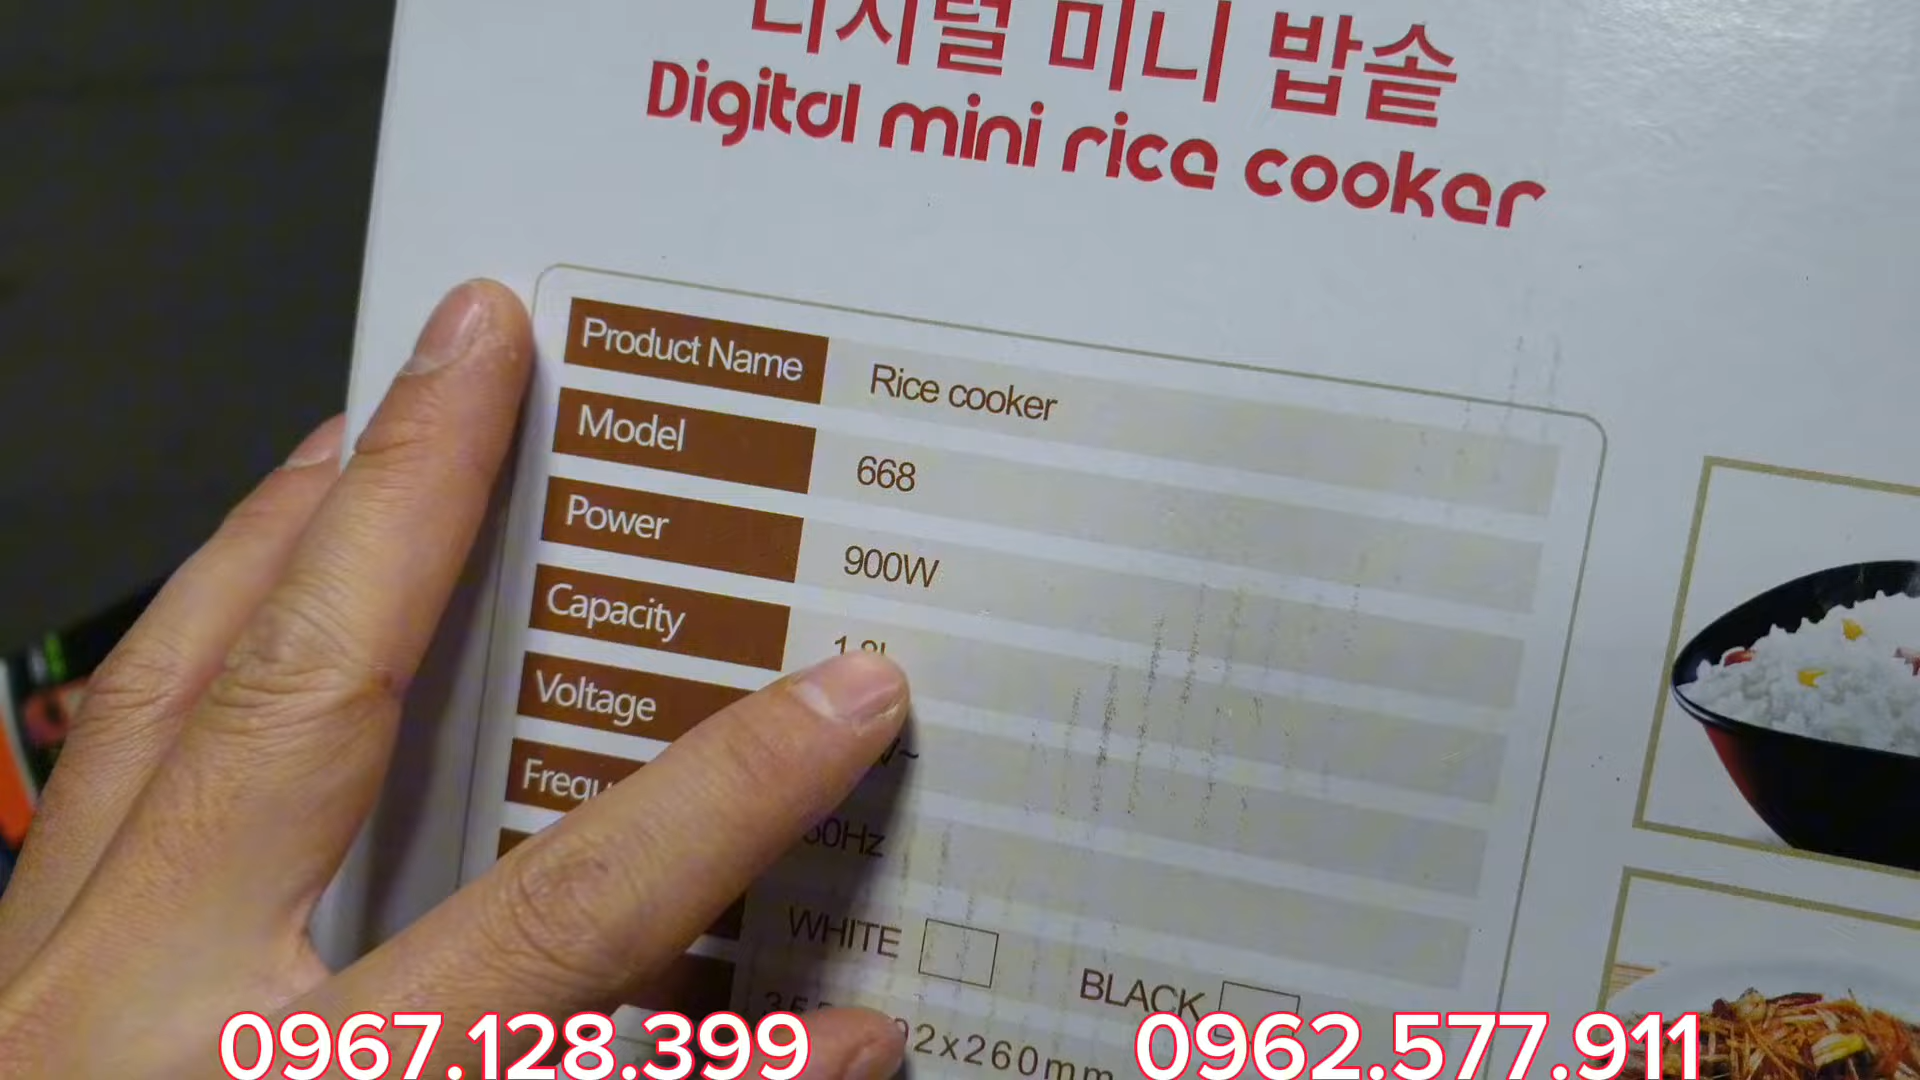 디지털 미니 밥솥
Digital mini rice cooker
Product Name Rice cooker
Model 668
Power 900W
Capacity
Voltage
WHITE BLACK
0967.128.399 0962.577.911